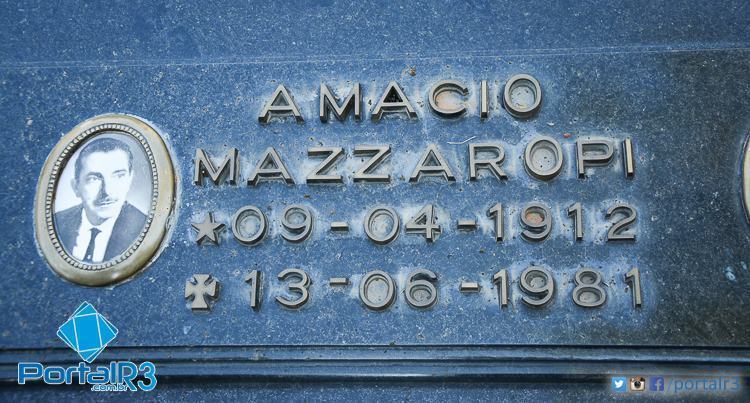 AMACIO
MAZZAROPI
09-04-1912
13-06-1981
PortalR3
.com.br
/portalr3